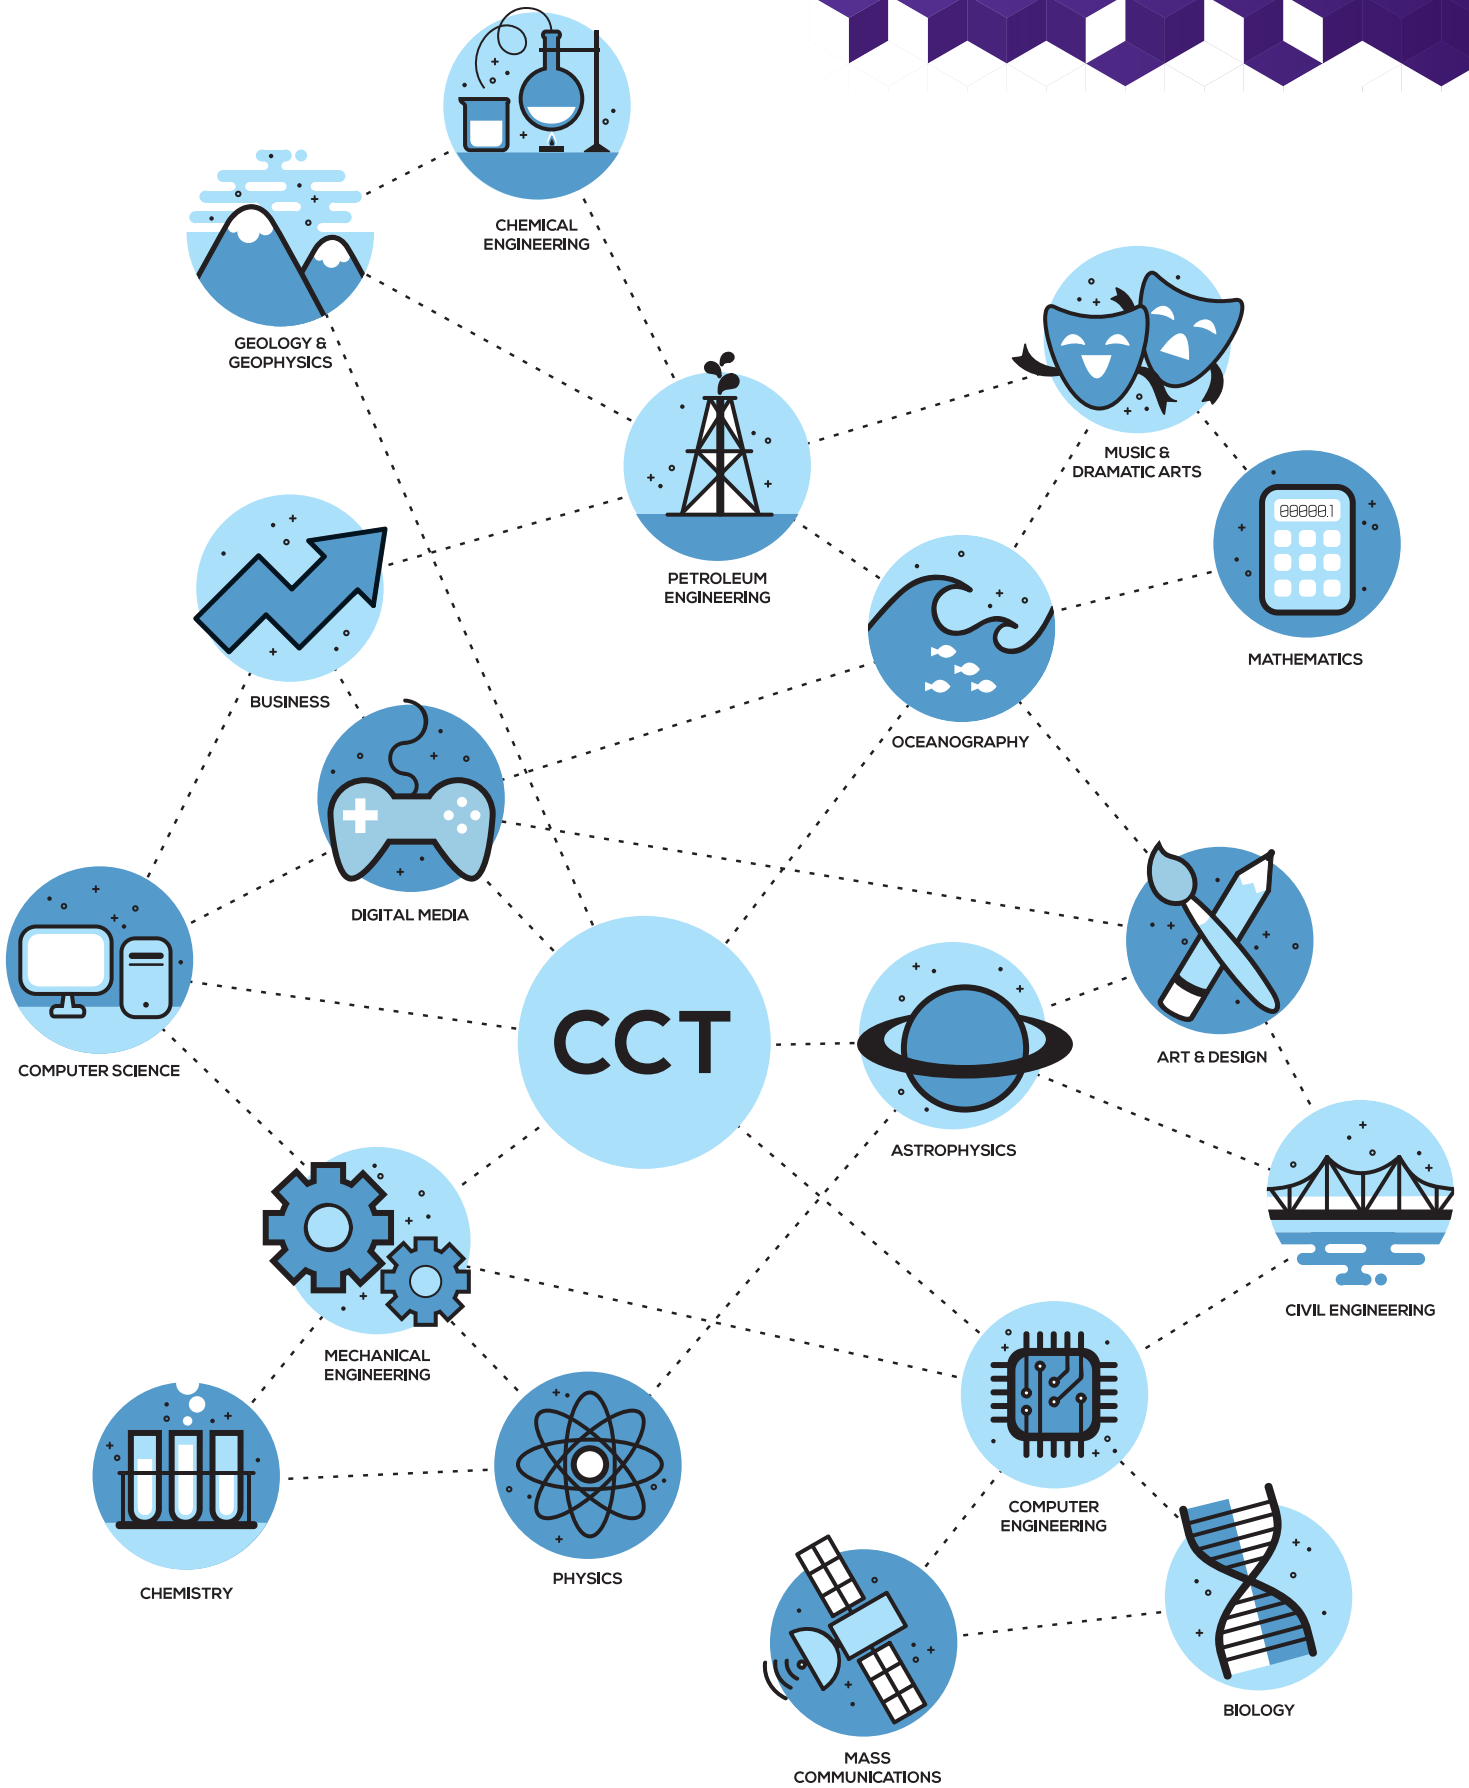 CHEMICAL
ENGINEERING
GEOLOGY &
GEOPHYSICS
MUSIC &
DRAMATIC ARTS
00000.1
PETROLEUM
ENGINEERING
MATHEMATICS
BUSINESS
OCEANOGRAPHY
DIGITAL MEDIA
CCT
COMPUTER SCIENCE
ART & DESIGN
ASTROPHYSICS
CIVIL ENGINEERING
MECHANICAL
ENGINEERING
COMPUTER
ENGINEERING
CHEMISTRY
PHYSICS
BIOLOGY
MASS
COMMUNICATIONS